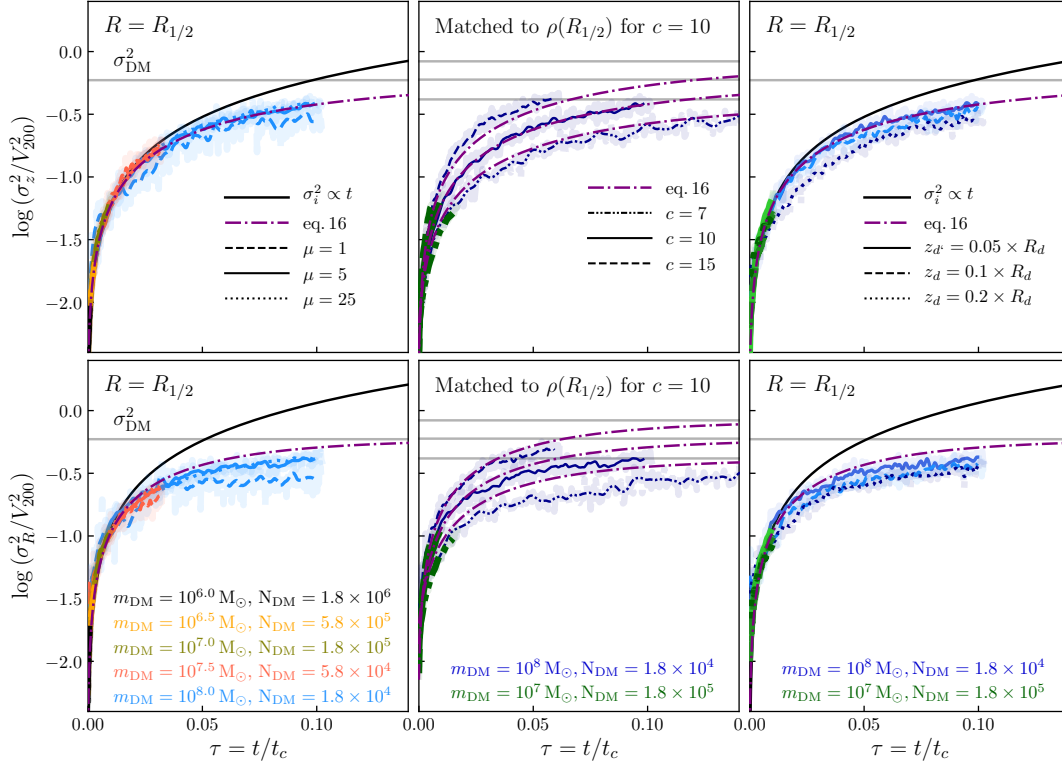 R = R_{1/2}
σ²_DM
0.0
−0.5
−1.0
−1.5
−2.0
log (σ_z²/V²_200)
σ_i² ∝ t
eq. 16
μ = 1
μ = 5
μ = 25
Matched to ρ(R_{1/2}) for c = 10
eq. 16
c = 7
c = 10
c = 15
R = R_{1/2}
σ_i² ∝ t
eq. 16
z_d‘ = 0.05 × R_d
z_d = 0.1 × R_d
z_d = 0.2 × R_d
R = R_{1/2}
σ²_DM
0.0
−0.5
−1.0
−1.5
−2.0
log (σ_R²/V²_200)
m_DM = 10^{6.0} M_⊙, N_DM = 1.8 × 10^6
m_DM = 10^{6.5} M_⊙, N_DM = 5.8 × 10^5
m_DM = 10^{7.0} M_⊙, N_DM = 1.8 × 10^5
m_DM = 10^{7.5} M_⊙, N_DM = 5.8 × 10^4
m_DM = 10^{8.0} M_⊙, N_DM = 1.8 × 10^4
0.00 0.05 0.10
τ = t/t_c
Matched to ρ(R_{1/2}) for c = 10
m_DM = 10^8 M_⊙, N_DM = 1.8 × 10^4
m_DM = 10^7 M_⊙, N_DM = 1.8 × 10^5
0.00 0.05 0.10
τ = t/t_c
R = R_{1/2}
m_DM = 10^8 M_⊙, N_DM = 1.8 × 10^4
m_DM = 10^7 M_⊙, N_DM = 1.8 × 10^5
0.00 0.05 0.10
τ = t/t_c